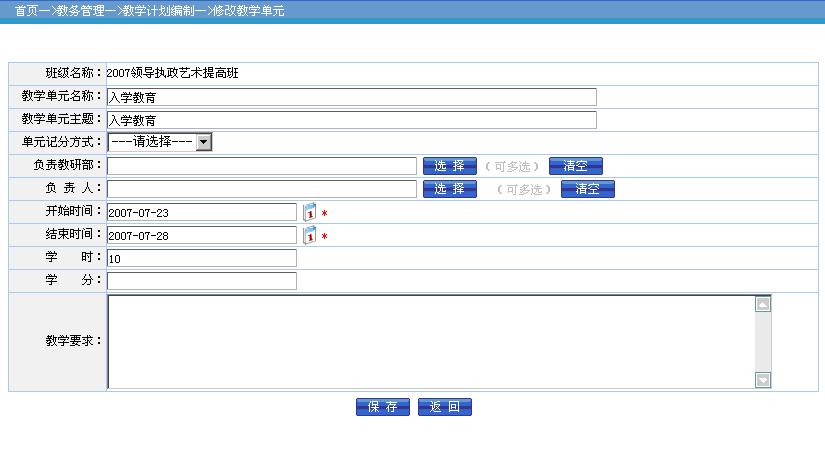 首页—>教务管理—>教学计划编制—>修改教学单元
班级名称： 2007领导执政艺术提高班
教学单元名称： 入学教育
教学单元主题： 入学教育
单元记分方式： ---请选择---
负责教研部： 选 择 （可多选） 清空
负 责 人： 选 择 （可多选） 清空
开始时间： 2007-07-23 1 *
结束时间： 2007-07-28 1 *
学 时： 10
学 分：
教学要求：
保 存 返 回